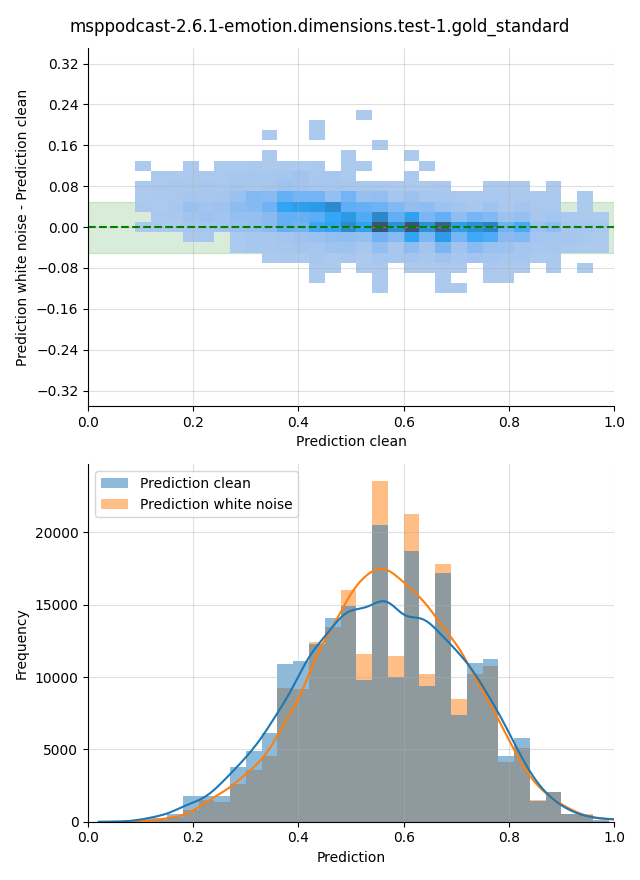 msppodcast-2.6.1-emotion.dimensions.test-1.gold_standard
Prediction white noise - Prediction clean
0.32
0.24
0.16
0.08
0.00
−0.08
−0.16
−0.24
−0.32
0.0 0.2 0.4 0.6 0.8 1.0
Prediction clean
Prediction clean
Prediction white noise
Frequency
20000
15000
10000
5000
0
0.0 0.2 0.4 0.6 0.8 1.0
Prediction